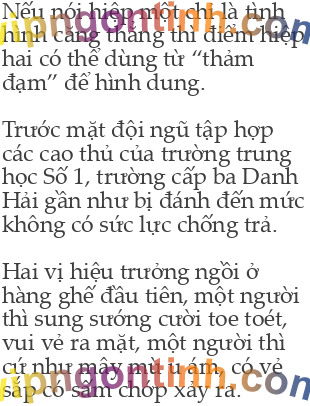 Nếu nói hiệp một chỉ là tình
hình căng thẳng thì điểm hiệp
hai có thể dùng từ “thảm
đạm” để hình dung.
Trước mặt đội ngũ tập hợp
các cao thủ của trường trung
học Số 1, trường cấp ba Danh
Hải gần như bị đánh đến mức
không có sức lực chống trả.
Hai vị hiệu trưởng ngồi ở
hàng ghế đầu tiên, một người
thì sung sướng cười toe toét,
vui vẻ ra mặt, một người thì
cứ như mây mù u ám, có vẻ
sắp có sấm chớp xảy ra.
vipngontinh.com
vipngontinh.com